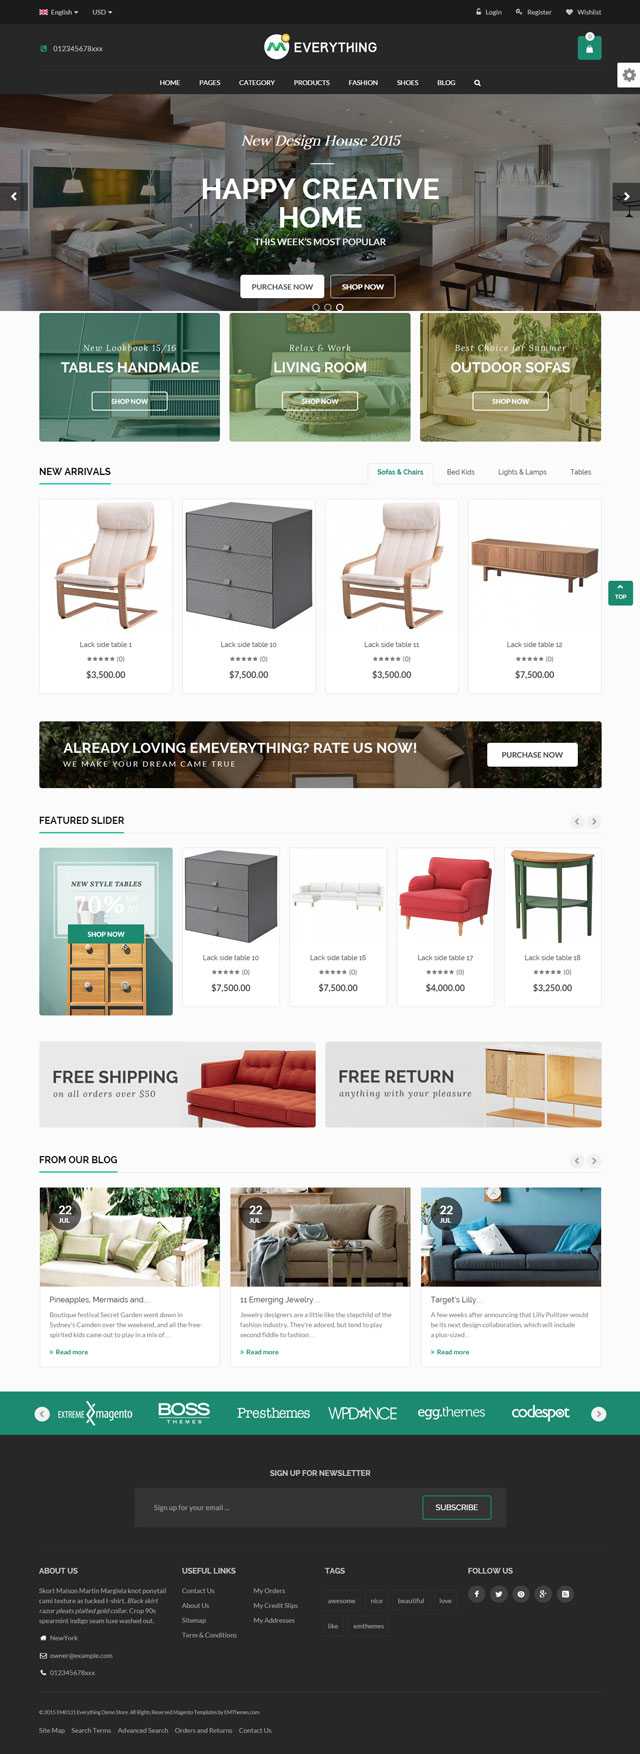 English
USD
Login
Register
Wishlist
012345678xxx
EVERYTHING
0
HOME
PAGES
CATEGORY
PRODUCTS
FASHION
SHOES
BLOG
New Design House 2015
HAPPY CREATIVE
HOME
THIS WEEK'S MOST POPULAR
PURCHASE NOW
SHOP NOW
New Lookbook 15/16
TABLES HANDMADE
SHOP NOW
Relax & Work
LIVING ROOM
SHOP NOW
Best Choice for Summer
OUTDOOR SOFAS
SHOP NOW
NEW ARRIVALS
Sofas & Chairs
Bed Kids
Lights & Lamps
Tables
Lack side table 1
(0)
$3,500.00
Lack side table 10
(0)
$7,500.00
Lack side table 11
(0)
$3,500.00
Lack side table 12
(0)
$7,500.00
TOP
ALREADY LOVING EMEVERYTHING? RATE US NOW!
WE MAKE YOUR DREAM CAME TRUE
PURCHASE NOW
FEATURED SLIDER
NEW STYLE TABLES
70%
SHOP NOW
Lack side table 10
(0)
$7,500.00
Lack side table 16
(0)
$7,500.00
Lack side table 17
(0)
$4,000.00
Lack side table 18
(0)
$3,250.00
FREE SHIPPING
on all orders over $50
FREE RETURN
anything with your pleasure
FROM OUR BLOG
22
JUL
Pineapples, Mermaids and...
Boutique festival Secret Garden went down in
Sydney's Camden over the weekend, and all the free-
spirited kids came out to play in a mix of ...
» Read more
22
JUL
11 Emerging Jewelry ...
Jewelry designers are a little like the stepchild of the
fashion industry. They're adored, but tend to play
second fiddle to fashion ...
» Read more
22
JUL
Target's Lilly...
A few weeks after announcing that Lilly Pulitzer would
be its next design collaboration, which will include
a plus-sized...
» Read more
EXTREME magento
BOSS
THEMES
Presthemes
WPDANCE
egg.themes
codespot
SIGN UP FOR NEWSLETTER
Sign up for your email ...
SUBSCRIBE
ABOUT US
Skort Maison Martin Margiela knot ponytail
cami texture as tucked t-shirt. Black skirt
razor pleats plaited gold collar. Crop 90s
spearmint indigo seam luxe washed out.
NewYork
owner@example.com
012345678xxx
USEFUL LINKS
Contact Us
About Us
Sitemap
Term & Conditions
My Orders
My Credit Slips
My Addresses
TAGS
awesome
nice
beautiful
love
like
emthemes
FOLLOW US
© 2015 EM0131 Everything Demo Store. All Rights Reserved Magento Templates by EMThemes.com
Site Map
Search Terms
Advanced Search
Orders and Returns
Contact Us